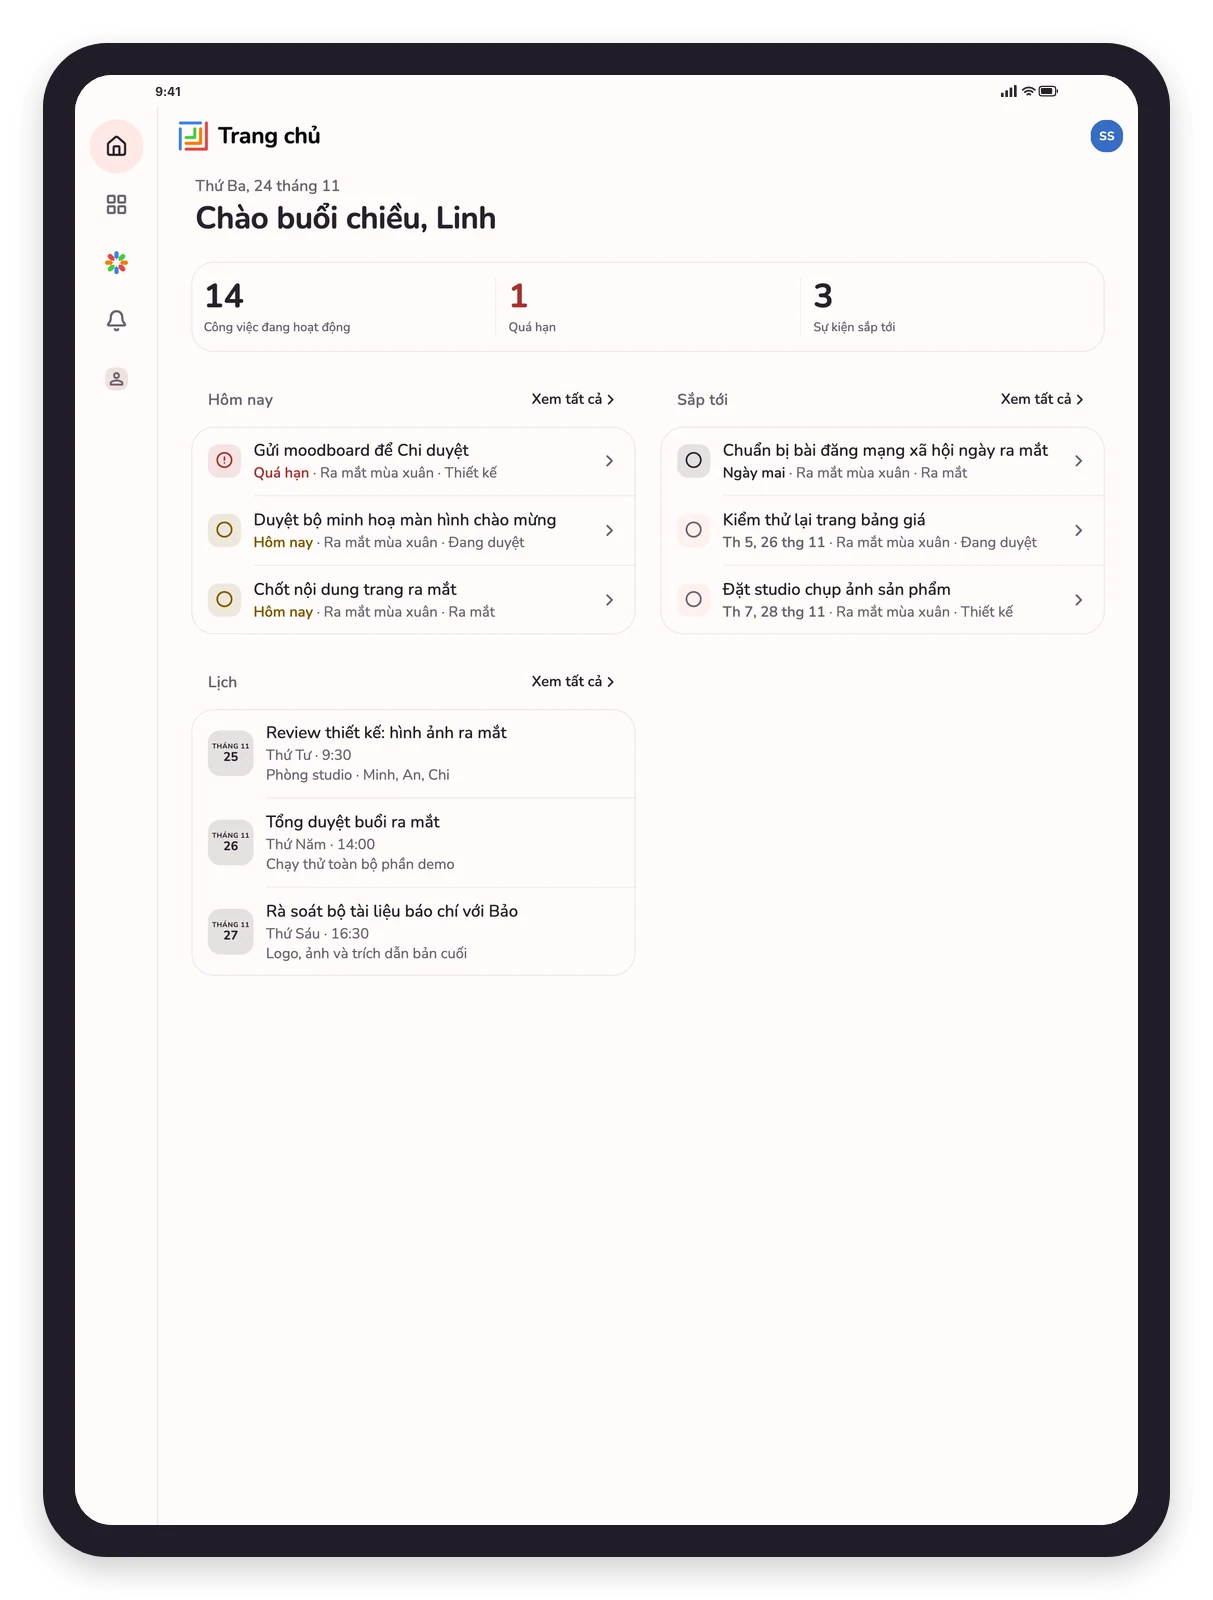 9:41
Trang chủ
SS
Thứ Ba, 24 tháng 11
Chào buổi chiều, Linh
14
Công việc đang hoạt động
1
Quá hạn
3
Sự kiện sắp tới
Hôm nay
Xem tất cả
Gửi moodboard để Chi duyệt
Quá hạn · Ra mắt mùa xuân · Thiết kế
Duyệt bộ minh hoạ màn hình chào mừng
Hôm nay · Ra mắt mùa xuân · Đang duyệt
Chốt nội dung trang ra mắt
Hôm nay · Ra mắt mùa xuân · Ra mắt
Sắp tới
Xem tất cả
Chuẩn bị bài đăng mạng xã hội ngày ra mắt
Ngày mai · Ra mắt mùa xuân · Ra mắt
Kiểm thử lại trang bảng giá
Th 5, 26 thg 11 · Ra mắt mùa xuân · Đang duyệt
Đặt studio chụp ảnh sản phẩm
Th 7, 28 thg 11 · Ra mắt mùa xuân · Thiết kế
Lịch
Xem tất cả
THÁNG 11
25
Review thiết kế: hình ảnh ra mắt
Thứ Tư · 9:30
Phòng studio · Minh, An, Chi
THÁNG 11
26
Tổng duyệt buổi ra mắt
Thứ Năm · 14:00
Chạy thử toàn bộ phần demo
THÁNG 11
27
Rà soát bộ tài liệu báo chí với Bảo
Thứ Sáu · 16:30
Logo, ảnh và trích dẫn bản cuối